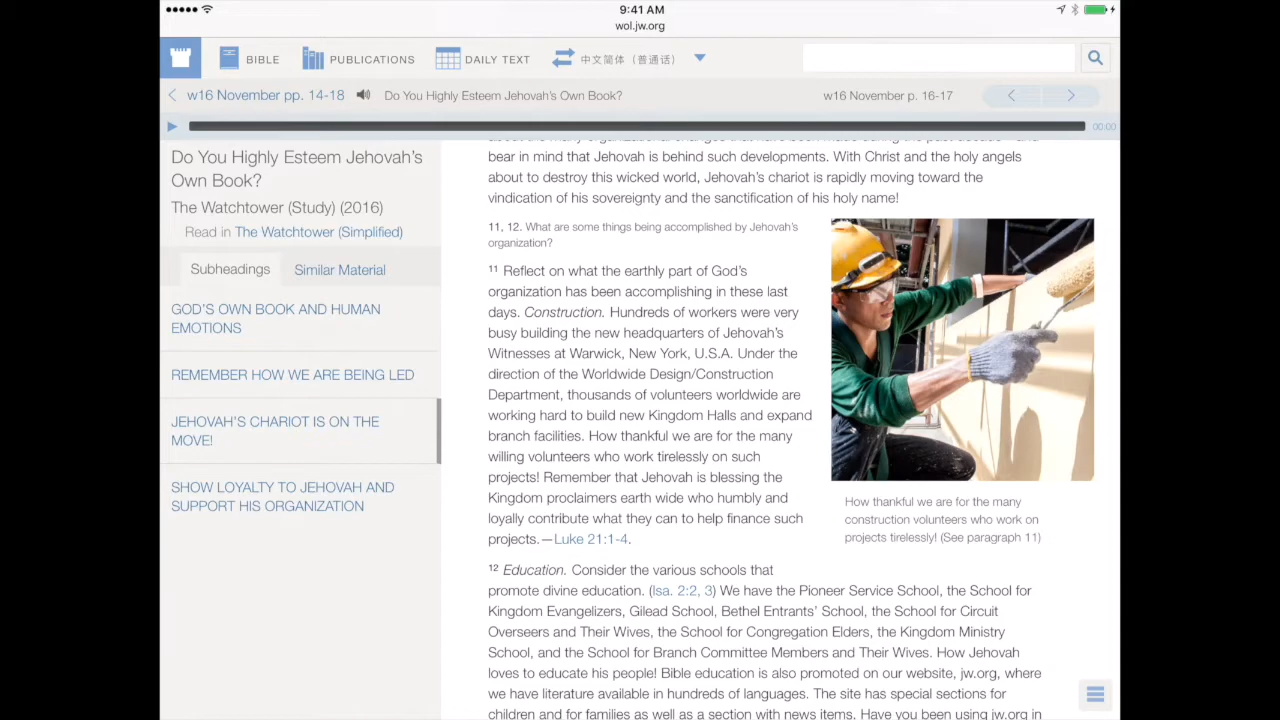 9:41 AM
wol.jw.org
BIBLE
PUBLICATIONS
DAILY TEXT
中文简体（普通话）
w16 November pp. 14-18
Do You Highly Esteem Jehovah's Own Book?
w16 November p. 16-17
00:00
Do You Highly Esteem Jehovah's
Own Book?
The Watchtower (Study) (2016)
Read in The Watchtower (Simplified)
Subheadings
Similar Material
GOD'S OWN BOOK AND HUMAN
EMOTIONS
REMEMBER HOW WE ARE BEING LED
JEHOVAH'S CHARIOT IS ON THE
MOVE!
SHOW LOYALTY TO JEHOVAH AND
SUPPORT HIS ORGANIZATION
bear in mind that Jehovah is behind such developments. With Christ and the holy angels
about to destroy this wicked world, Jehovah's chariot is rapidly moving toward the
vindication of his sovereignty and the sanctification of his holy name!
11, 12. What are some things being accomplished by Jehovah's
organization?
11 Reflect on what the earthly part of God's
organization has been accomplishing in these last
days. Construction. Hundreds of workers were very
busy building the new headquarters of Jehovah's
Witnesses at Warwick, New York, U.S.A. Under the
direction of the Worldwide Design/Construction
Department, thousands of volunteers worldwide are
working hard to build new Kingdom Halls and expand
branch facilities. How thankful we are for the many
willing volunteers who work tirelessly on such
projects! Remember that Jehovah is blessing the
Kingdom proclaimers earth wide who humbly and
loyally contribute what they can to help finance such
projects.—Luke 21:1-4.
How thankful we are for the many
construction volunteers who work on
projects tirelessly! (See paragraph 11)
12 Education. Consider the various schools that
promote divine education. (Isa. 2:2, 3) We have the Pioneer Service School, the School for
Kingdom Evangelizers, Gilead School, Bethel Entrants' School, the School for Circuit
Overseers and Their Wives, the School for Congregation Elders, the Kingdom Ministry
School, and the School for Branch Committee Members and Their Wives. How Jehovah
loves to educate his people! Bible education is also promoted on our website, jw.org, where
we have literature available in hundreds of languages. The site has special sections for
children and for families as well as a section with news items. Have you been using jw.org in